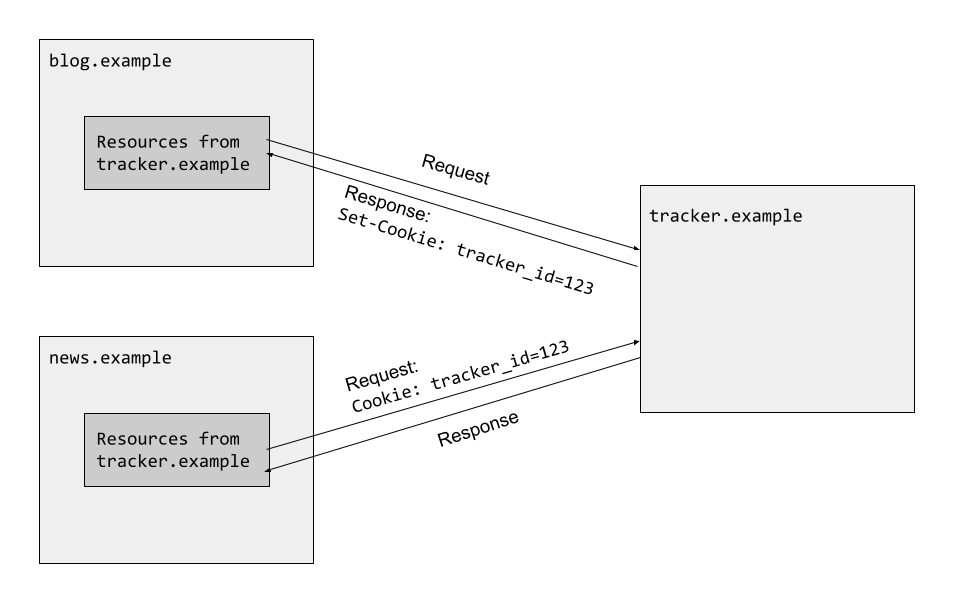 blog.example
Resources from
tracker.example
Request
Response:
Set-Cookie: tracker_id=123
tracker.example
news.example
Resources from
tracker.example
Request:
Cookie: tracker_id=123
Response